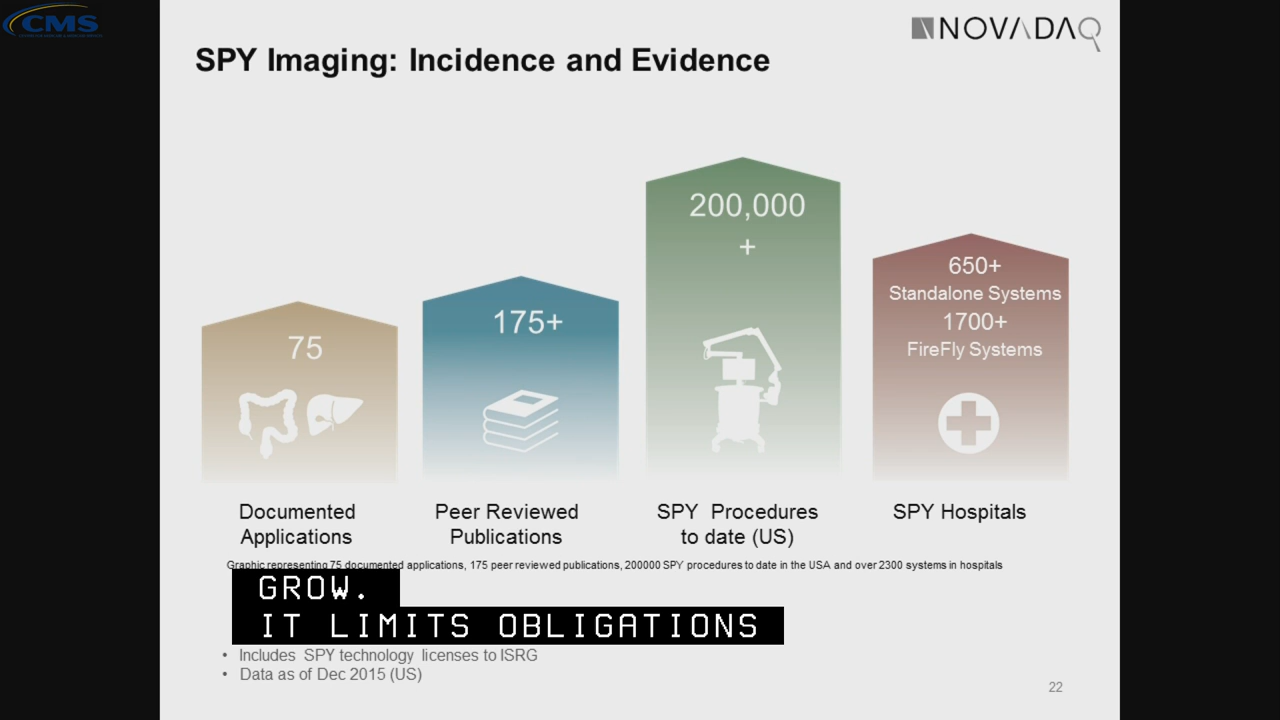 CMS
NOVADAQ
SPY Imaging: Incidence and Evidence
75
175+
200,000
+
650+
Standalone Systems
1700+
FireFly Systems
Documented
Applications
Peer Reviewed
Publications
SPY Procedures
to date (US)
SPY Hospitals
Graphic representing 75 documented applications, 175 peer reviewed publications, 200000 SPY procedures to date in the USA and over 2300 systems in hospitals
GROW.
IT LIMITS OBLIGATIONS
• Includes SPY technology licenses to ISRG
• Data as of Dec 2015 (US)
22